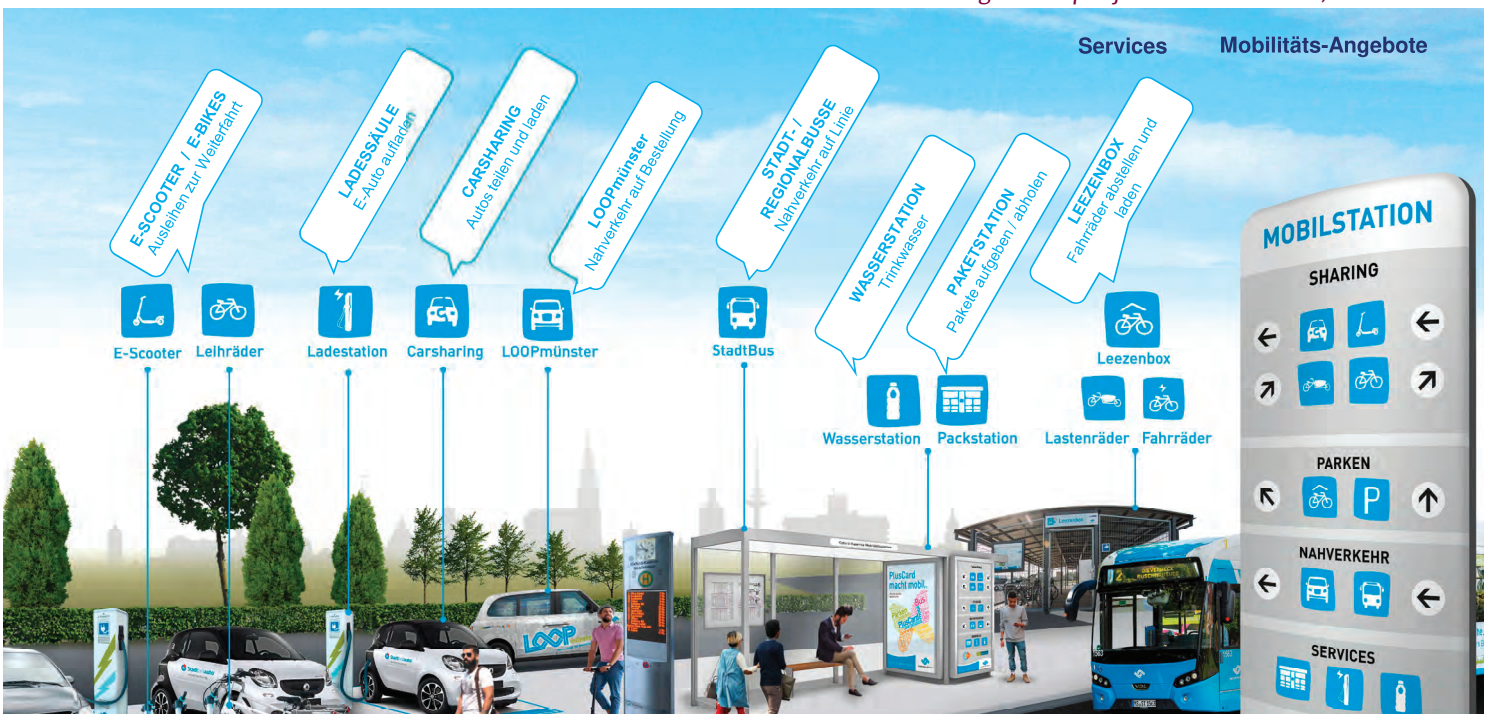 Services
Mobilitäts-Angebote
E-SCOOTER / E-BIKES
Ausleihen zur Weiterfahrt
LADESSÄULE
E-Auto aufladen
CARSHARING
Autos teilen und laden
LOOPmünster
Nahverkehr auf Bestellung
STADT- /
REGIONALBUSSE
Nahverkehr auf Linie
WASSERSTATION
Trinkwasser
PAKETSTATION
Pakete aufgeben / abholen
LEEZENBOX
Fahrräder abstellen und
laden
E-Scooter
Leihräder
Ladestation
Carsharing
LOOPmünster
StadtBus
Wasserstation
Packstation
Leezenbox
Lastenräder
Fahrräder
MOBILSTATION
SHARING
PARKEN
P
NAHVERKEHR
SERVICES
PlusCard
macht mobil.
Leezenbox
LOOP
H
2